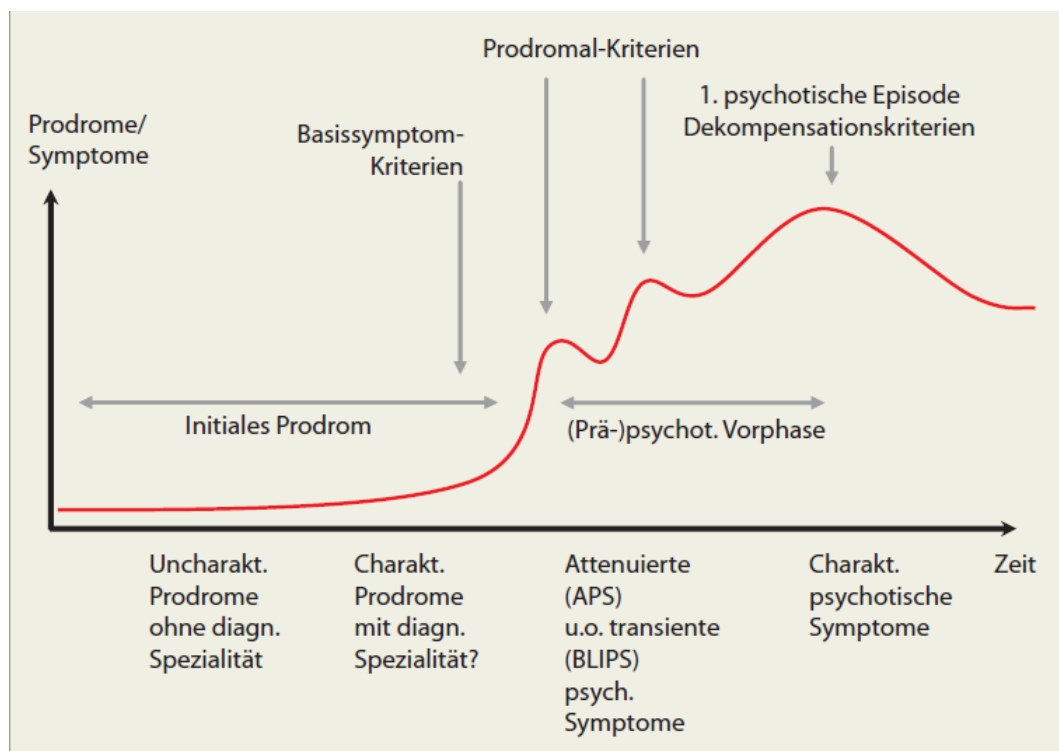 Prodromal-Kriterien
1. psychotische Episode
Dekompensationskriterien
Prodrome/
Symptome
Basissymptom-
Kriterien
Initiales Prodrom
(Prä-)psychot. Vorphase
Uncharakt.
Prodrome
ohne diagn.
Spezialität
Charakt.
Prodrome
mit diagn.
Spezialität?
Attenuierte
(APS)
u.o. transiente
(BLIPS)
psych.
Symptome
Charakt.
psychotische
Symptome
Zeit